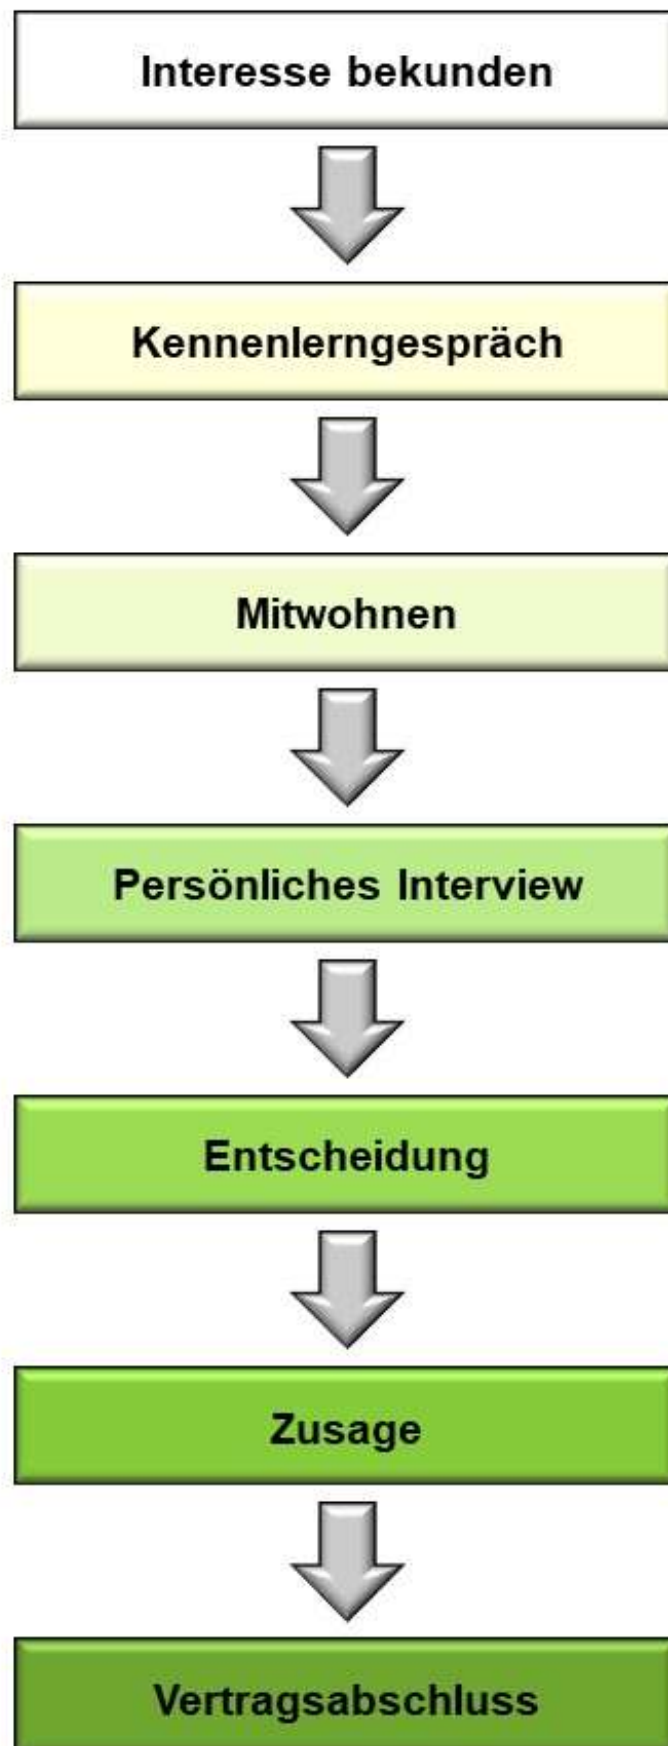 Interesse bekunden
Kennenlerngespräch
Mitwohnen
Persönliches Interview
Entscheidung
Zusage
Vertragsabschluss